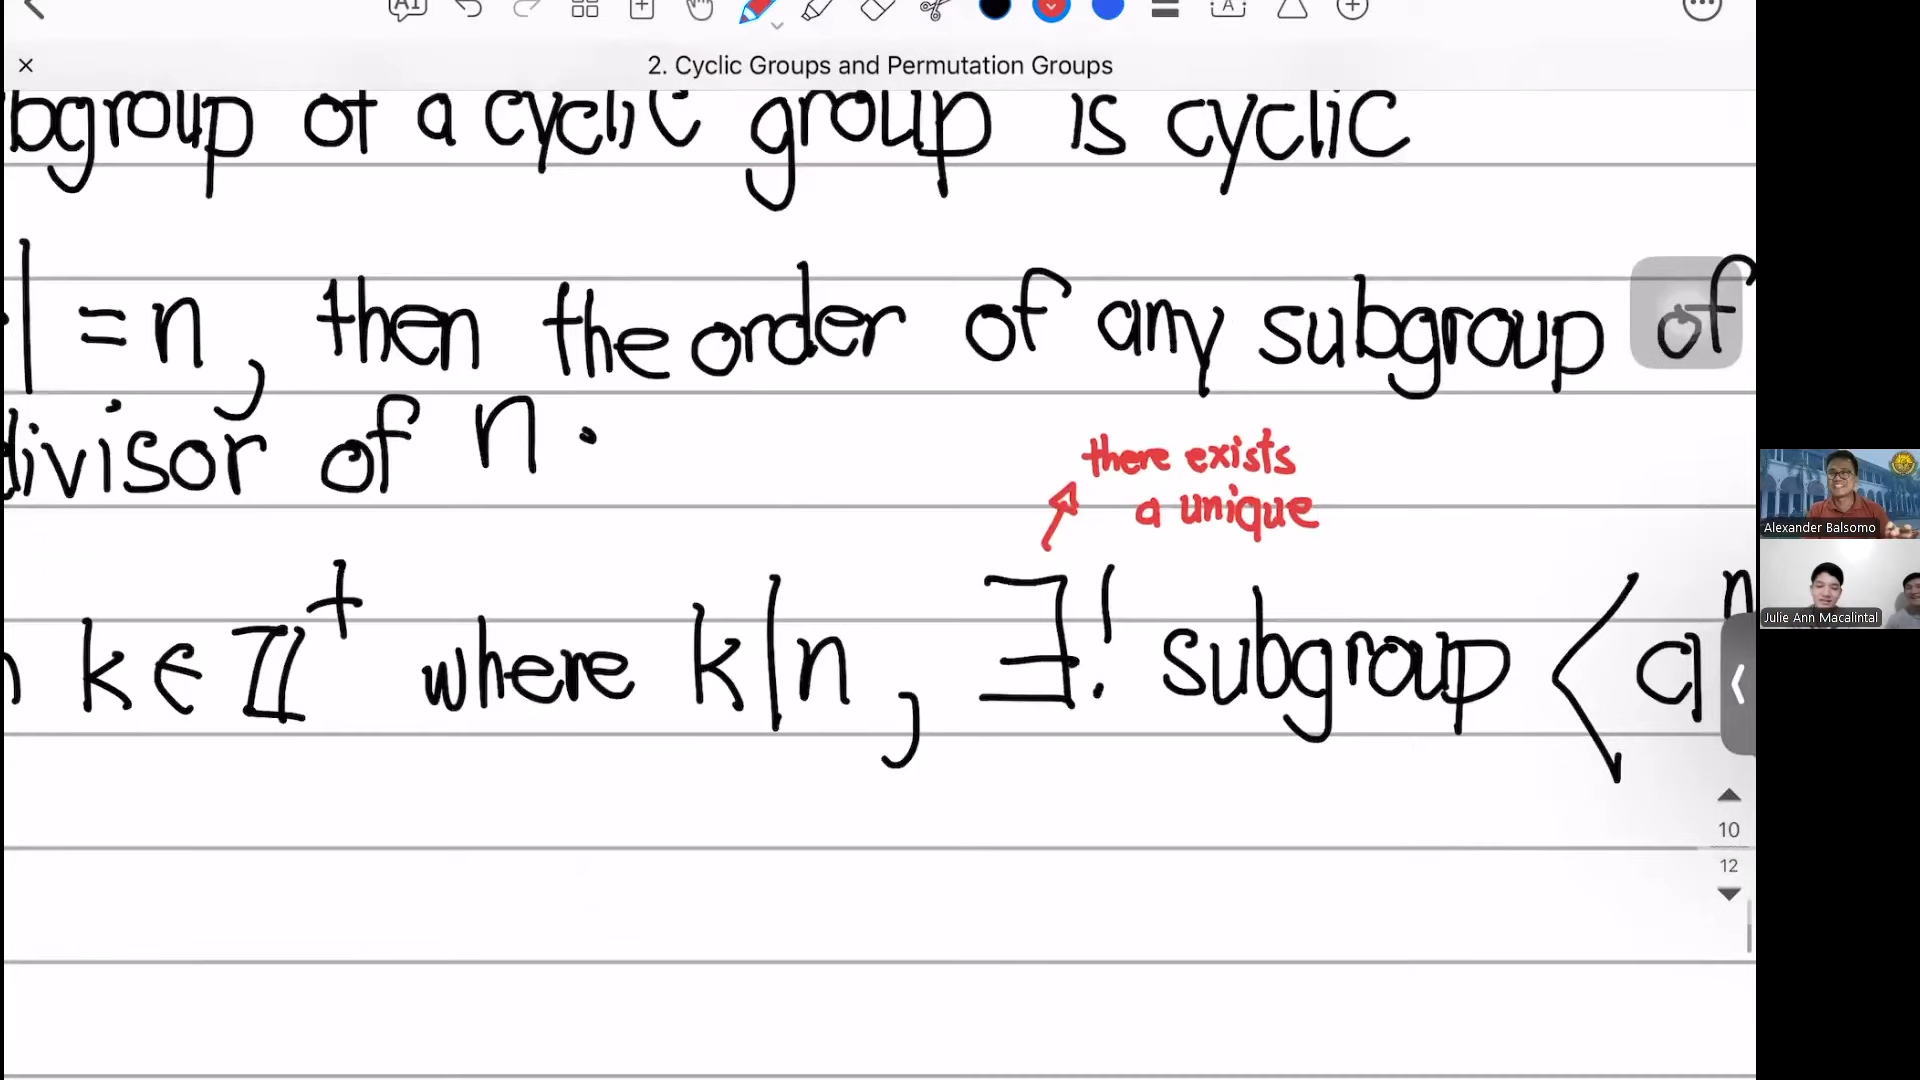 2. Cyclic Groups and Permutation Groups
bgroup of a cyclic group is cyclic
| = n, then the order of any subgroup of
divisor of n.
there exists
a unique
k ∈ ℤ⁺ where k|n, ∃! subgroup ⟨a
n
10
12
Alexander Balsomo
Julie Ann Macalintal